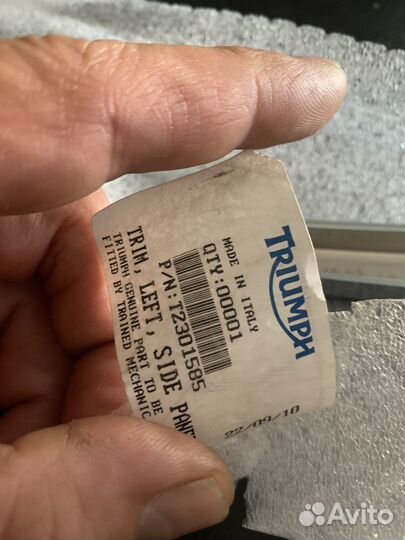 TRIUMPH
MADE IN ITALY
QTY:00001
P/N:T2301585
TRIM, LEFT, SIDE PANE
TRIUMPH GENUINE PART TO BE
FITTED BY TRAINED MECHANIC
22/09/10
Avito